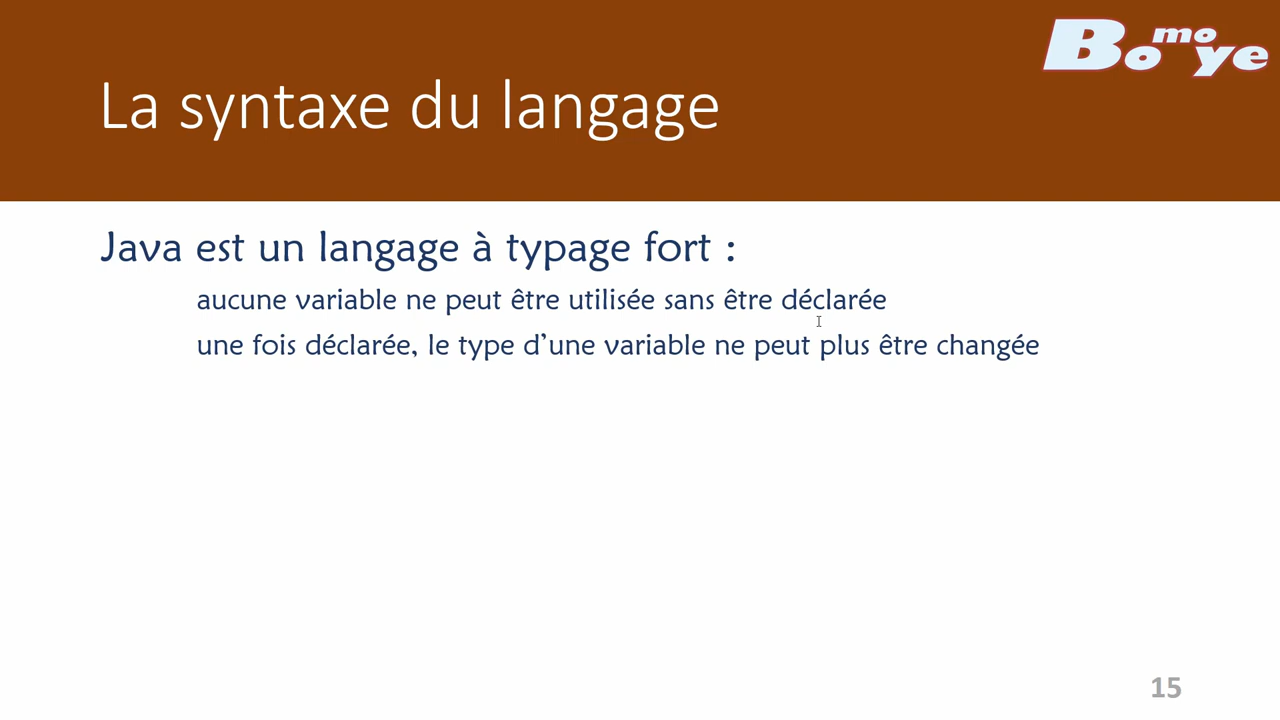 Bomoye
La syntaxe du langage
Java est un langage à typage fort :
aucune variable ne peut être utilisée sans être déclarée
une fois déclarée, le type d’une variable ne peut plus être changée
15